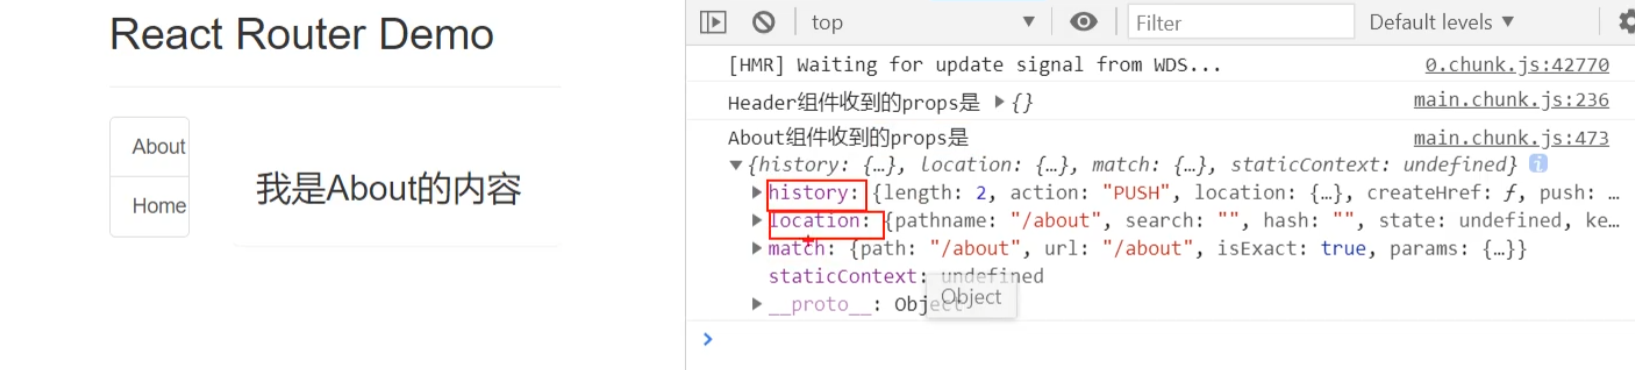 React Router Demo
About
Home
我是About的内容
top
Filter
Default levels
[HMR] Waiting for update signal from WDS...
0.chunk.js:42770
Header组件收到的props是 {}
main.chunk.js:236
About组件收到的props是
main.chunk.js:473
{history: {…}, location: {…}, match: {…}, staticContext: undefined}
history: {length: 2, action: "PUSH", location: {…}, createHref: ƒ, push: …
location: {pathname: "/about", search: "", hash: "", state: undefined, ke…
match: {path: "/about", url: "/about", isExact: true, params: {…}}
staticContext: undefined
__proto__: Object
Object